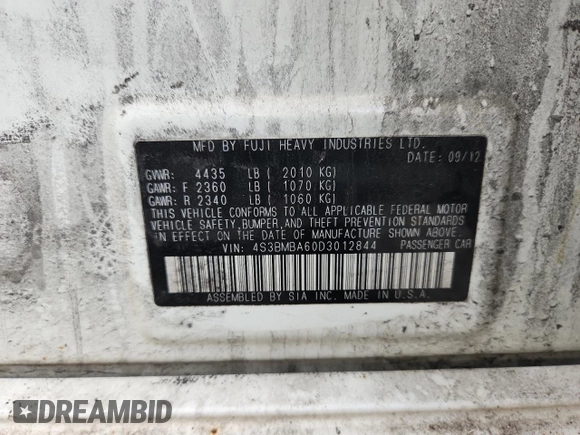 MFD BY FUJI HEAVY INDUSTRIES LTD.
DATE: 09/12
GVWR: 4435 LB ( 2010 KG)
GAWR: F 2360 LB ( 1070 KG)
GAWR: R 2340 LB ( 1060 KG)
THIS VEHICLE CONFORMS TO ALL APPLICABLE FEDERAL MOTOR
VEHICLE SAFETY,BUMPER,AND THEFT PREVENTION STANDARDS
IN EFFECT ON THE DATE OF MANUFACTURE SHOWN ABOVE.
VIN: 4S3BMBA60D3012844 PASSENGER CAR
ASSEMBLED BY SIA INC. MADE IN U.S.A.
DREAMBID